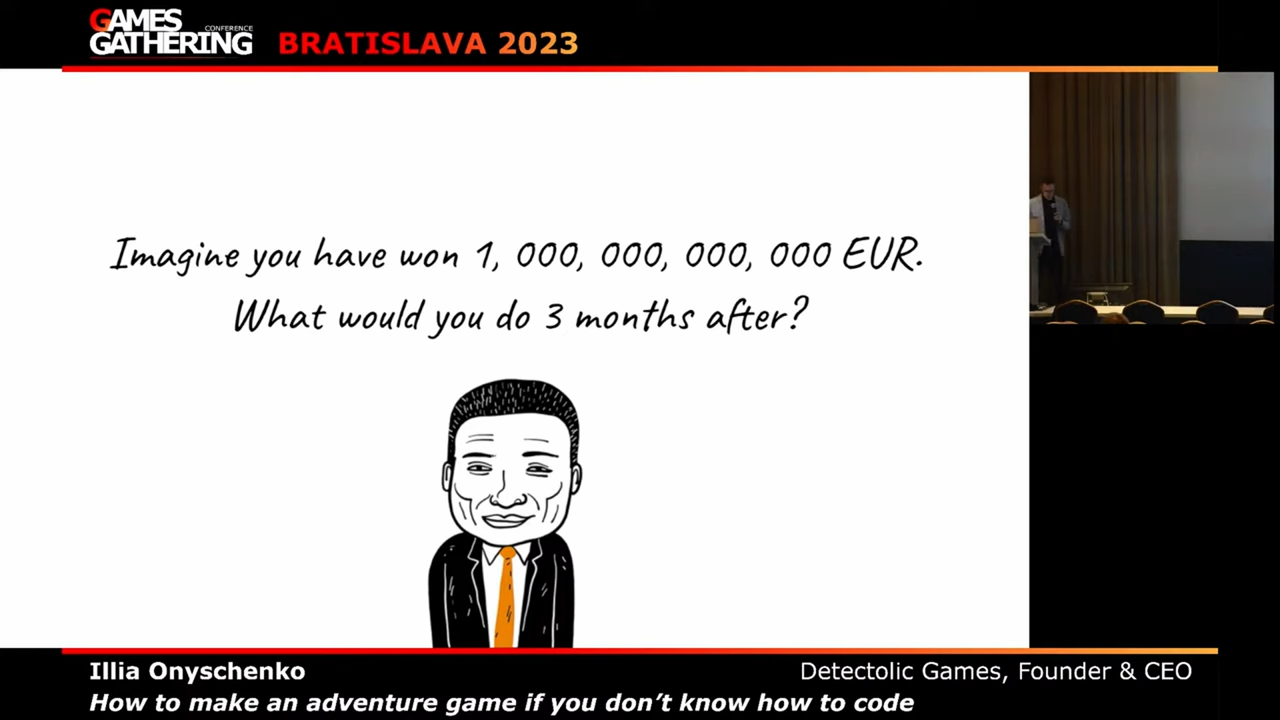 GAMES
CONFERENCE
GATHERING
BRATISLAVA 2023
Imagine you have won 1, 000, 000, 000, 000 EUR.
What would you do 3 months after?
Illia Onyschenko
Detectolic Games, Founder & CEO
How to make an adventure game if you don’t know how to code